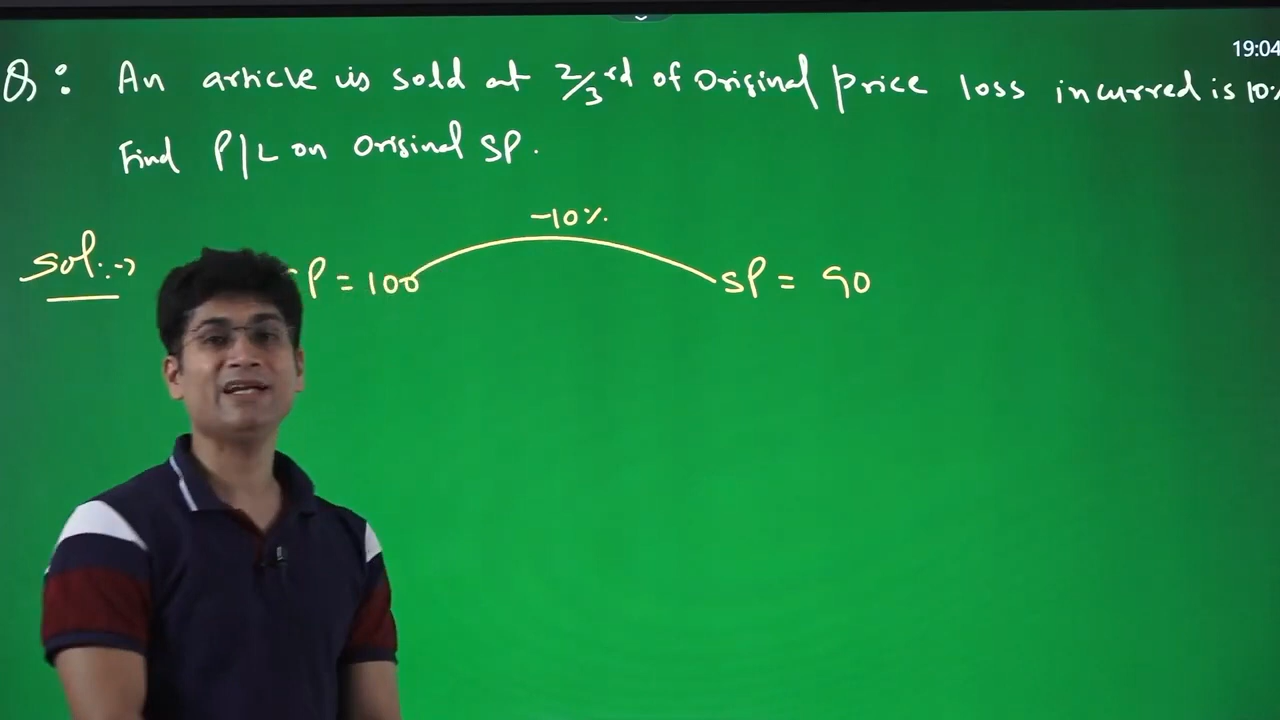 19:04
Q: An article is sold at 2/3rd of original price loss incurred is 10%
Find P/L on original SP.
Sol:→ P = 100 -10% SP = 90